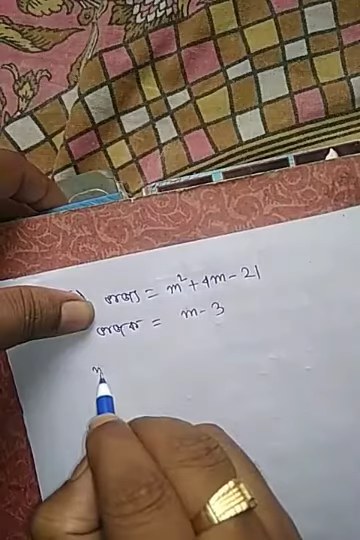 ভাজ্য = m² + 4m - 21
ভাজক = m - 3
m